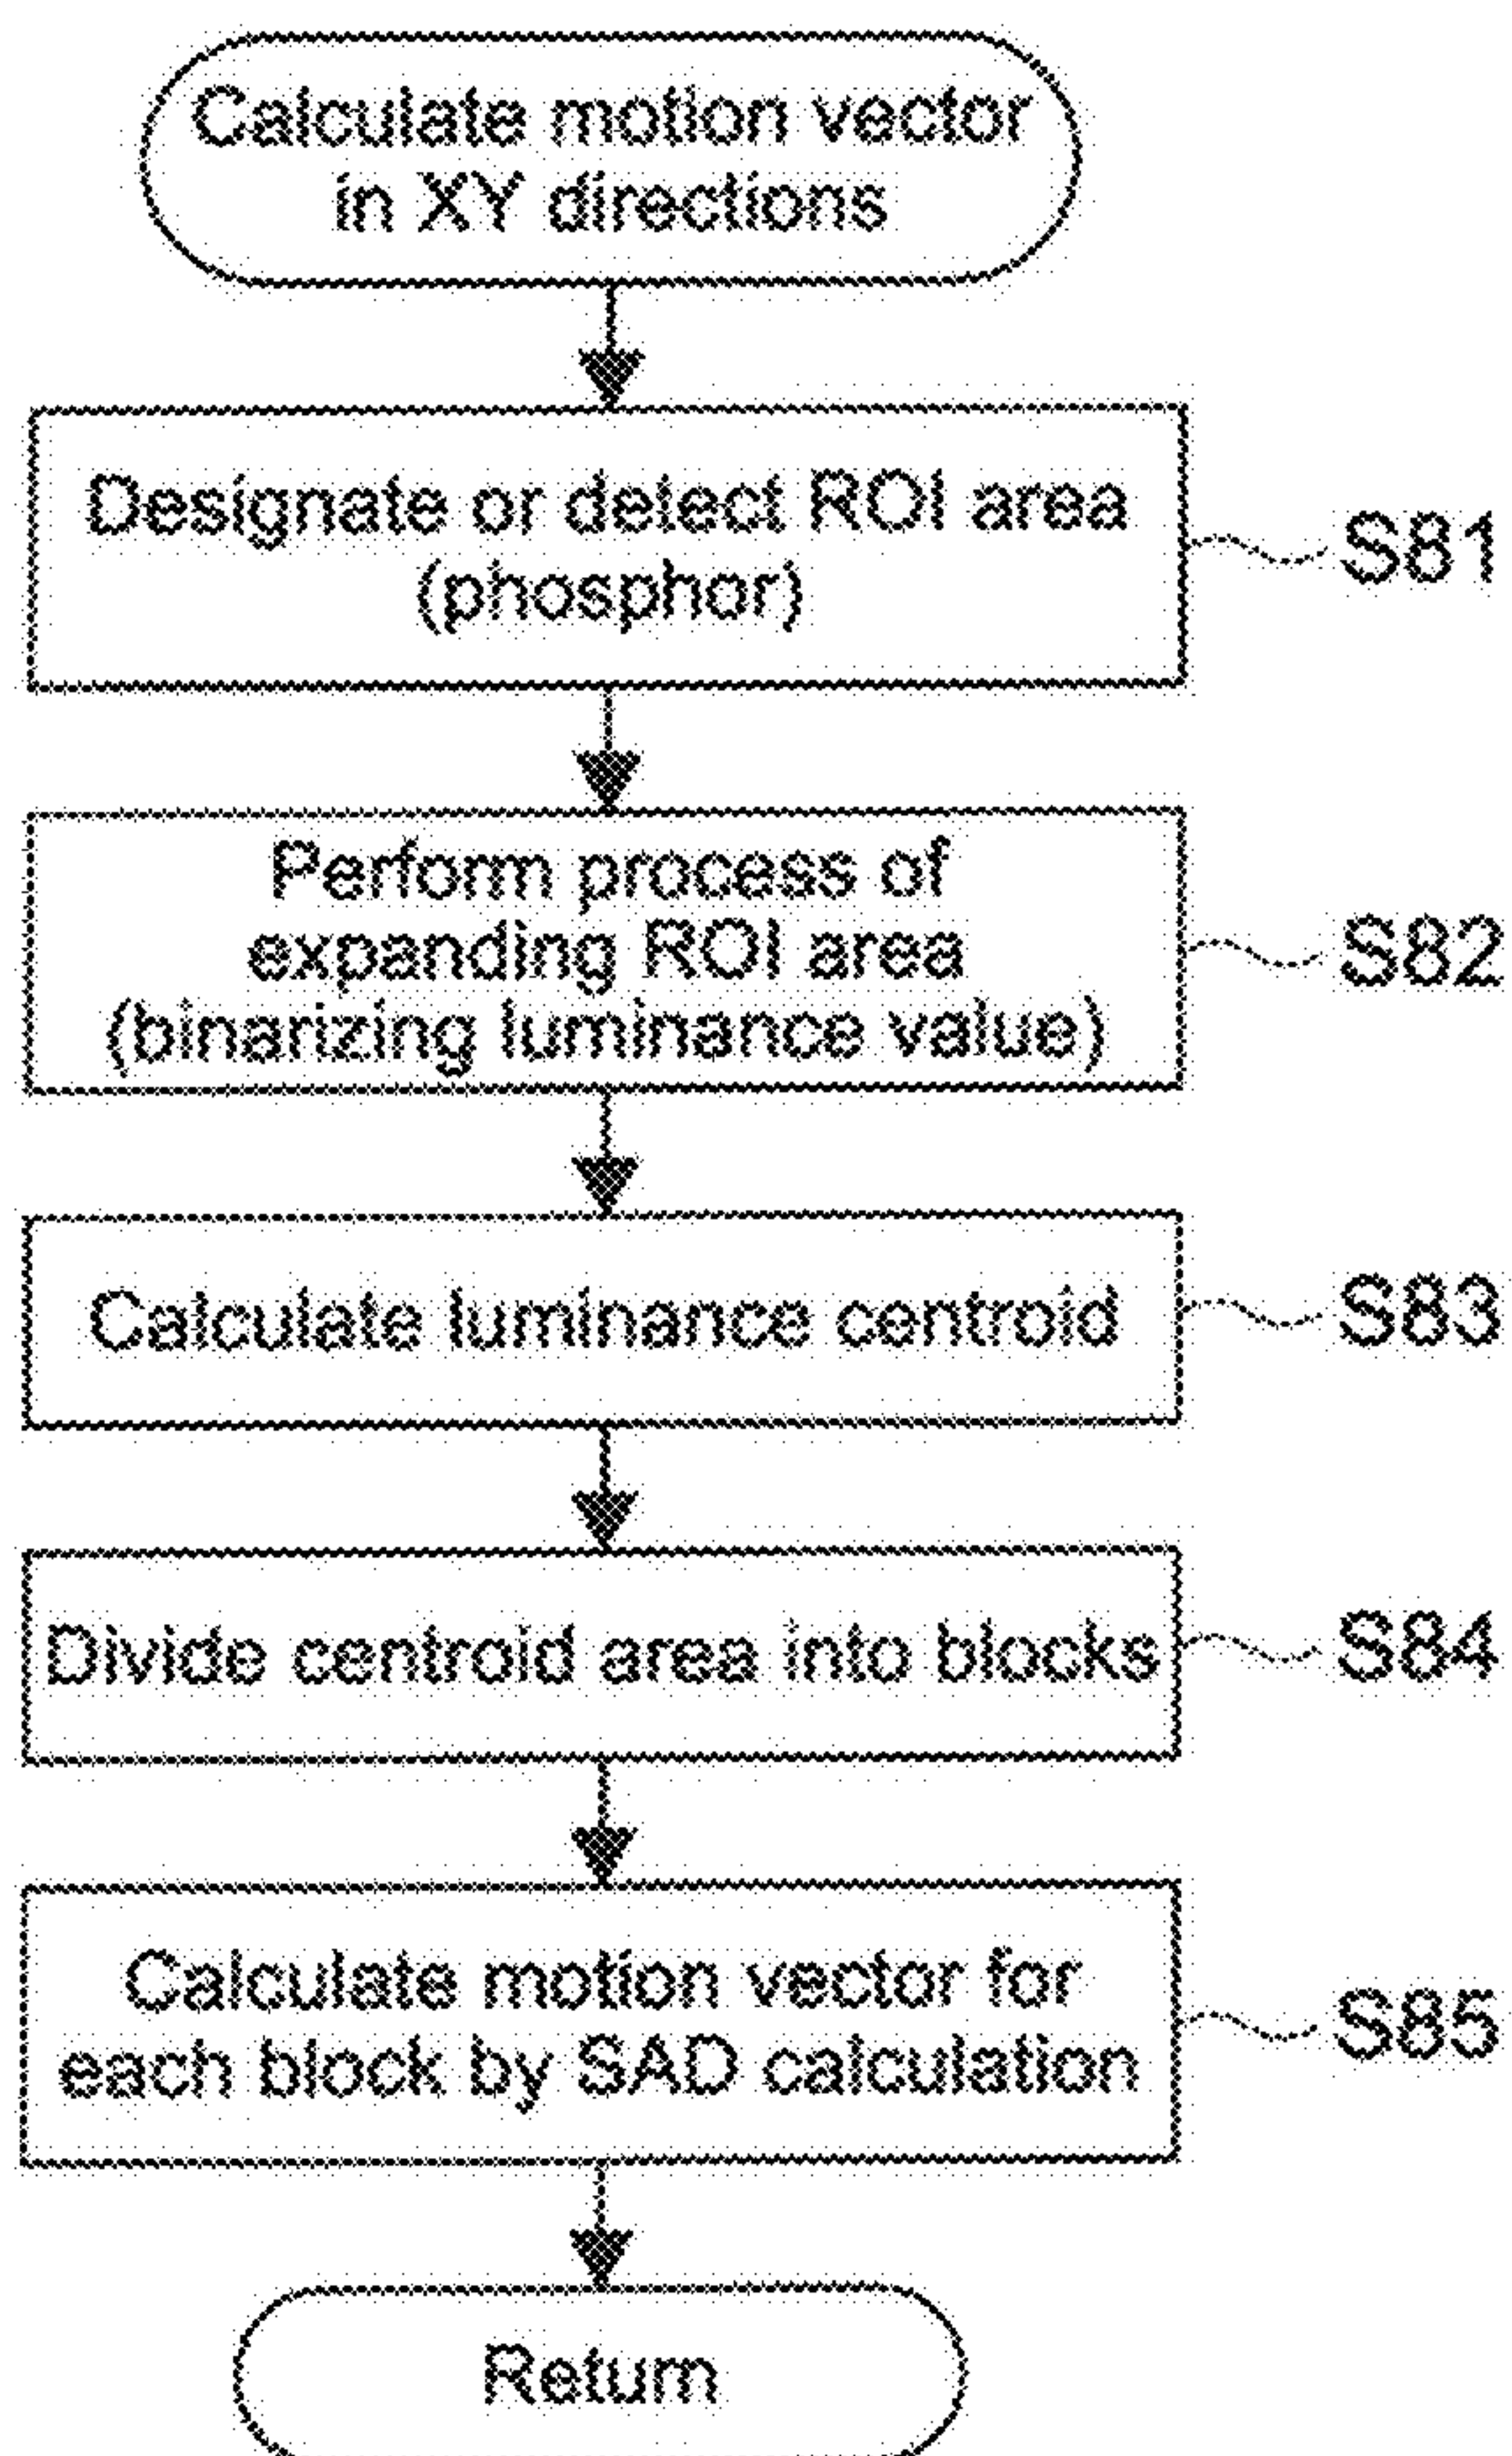 Calculate motion vector
in XY directions
Designate or detect ROI area
(phosphor)
S81
Perform process of
expanding ROI area
(binarizing luminance value)
S82
Calculate luminance centroid
S83
Divide centroid area into blocks
S84
Calculate motion vector for
each block by SAD calculation
S85
Return